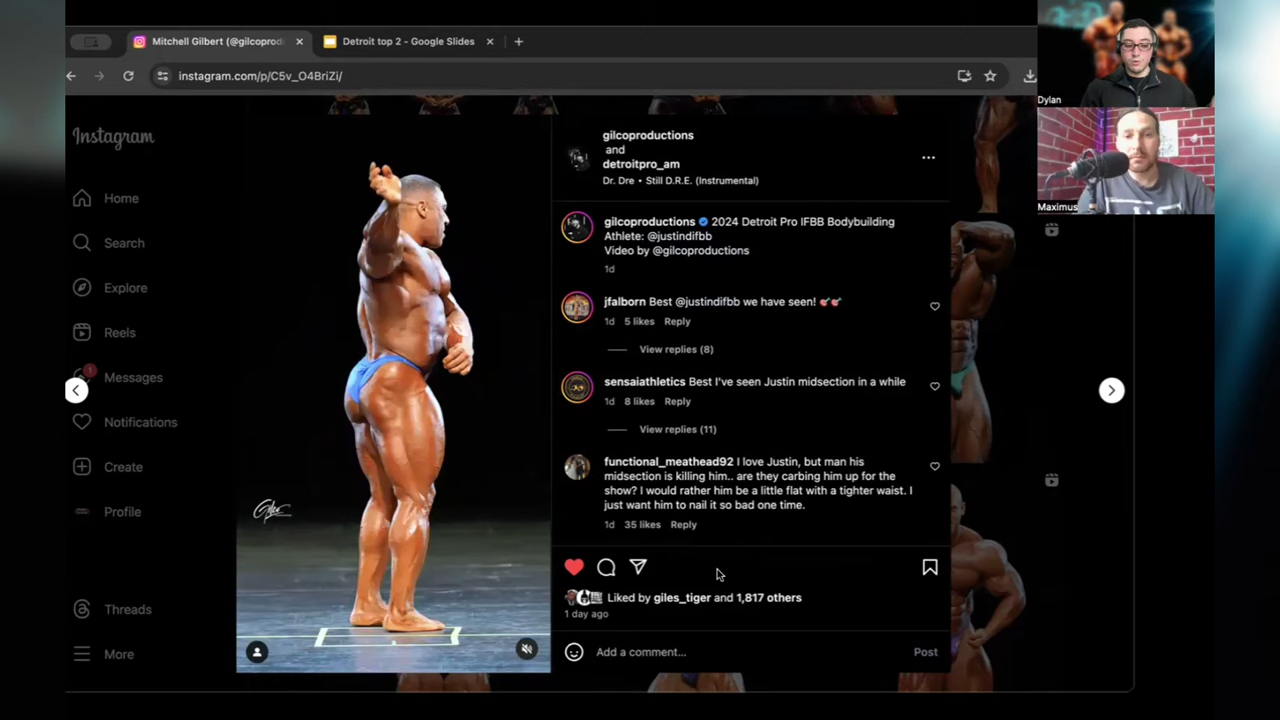 Mitchell Gilbert (@gilcoprod
Detroit top 2 - Google Slides
instagram.com/p/C5v_O4BriZi/
Dylan
Maximus
Instagram
Home
Search
Explore
Reels
1
Messages
Notifications
Create
Profile
Threads
More
Gilco
gilcoproductions
and
detroitpro_am
Dr. Dre • Still D.R.E. (Instrumental)
gilcoproductions 2024 Detroit Pro IFBB Bodybuilding
Athlete: @justindifbb
Video by @gilcoproductions
1d
jfalborn Best @justindifbb we have seen!
1d 5 likes Reply
View replies (8)
sensaiathletics Best I've seen Justin midsection in a while
1d 8 likes Reply
View replies (11)
functional_meathead92 I love Justin, but man his
midsection is killing him.. are they carbing him up for the
show? I would rather him be a little flat with a tighter waist. I
just want him to nail it so bad one time.
1d 35 likes Reply
Liked by giles_tiger and 1,817 others
1 day ago
Add a comment...
Post